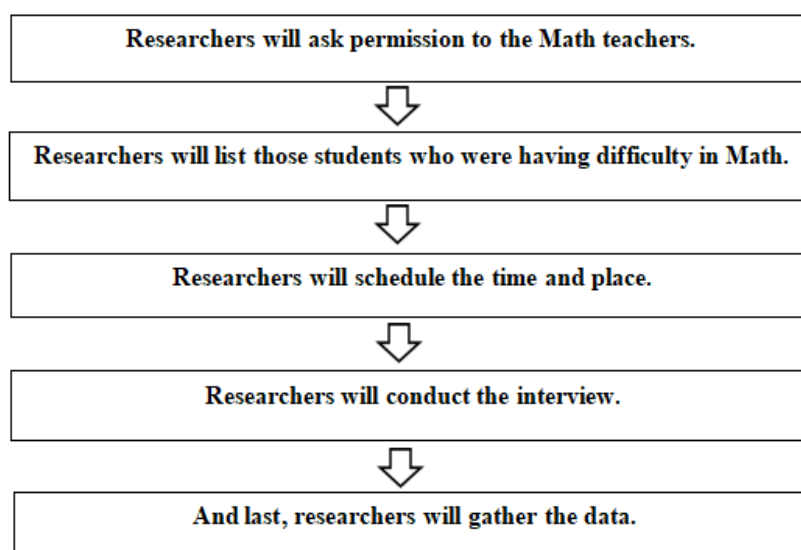 Researchers will ask permission to the Math teachers.
Researchers will list those students who were having difficulty in Math.
Researchers will schedule the time and place.
Researchers will conduct the interview.
And last, researchers will gather the data.